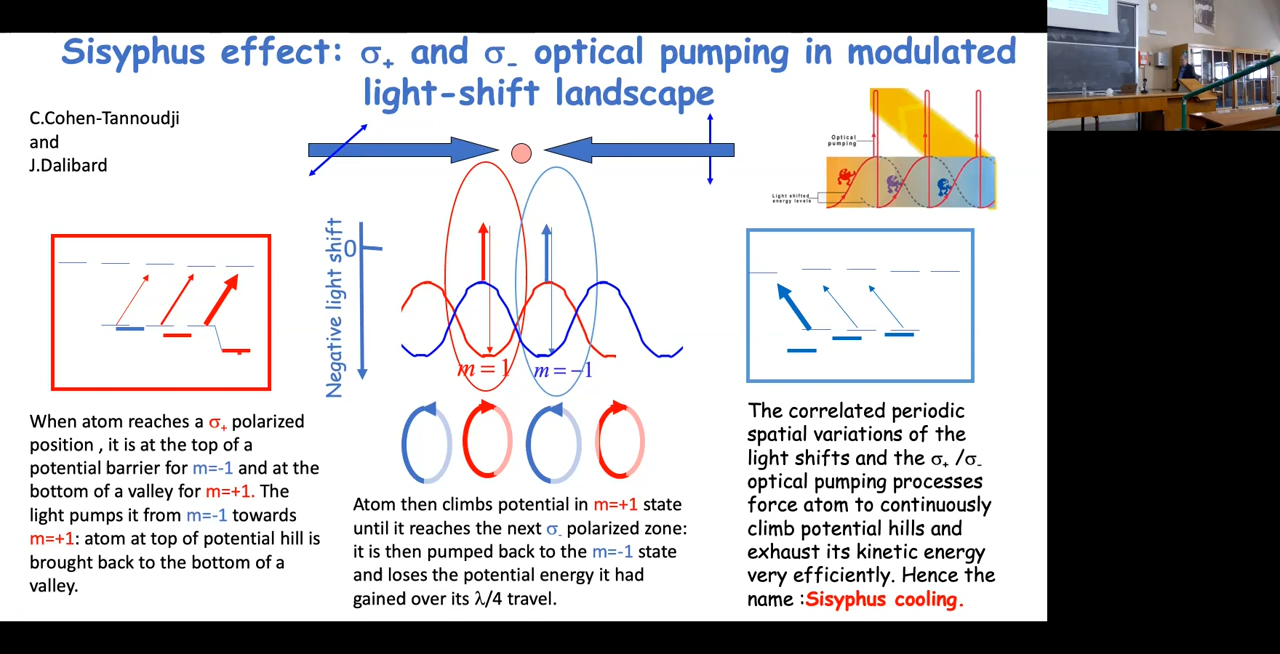 Sisyphus effect: σ₊ and σ₋ optical pumping in modulated
light-shift landscape
C.Cohen-Tannoudji
and
J.Dalibard
Optical
pumping
Light shifted
energy levels
Negative light shift
0
m = 1
m = −1
When atom reaches a σ₊ polarized
position , it is at the top of a
potential barrier for m=-1 and at the
bottom of a valley for m=+1. The
light pumps it from m=-1 towards
m=+1: atom at top of potential hill is
brought back to the bottom of a
valley.
Atom then climbs potential in m=+1 state
until it reaches the next σ₋ polarized zone:
it is then pumped back to the m=-1 state
and loses the potential energy it had
gained over its λ/4 travel.
The correlated periodic
spatial variations of the
light shifts and the σ₊ /σ₋
optical pumping processes
force atom to continuously
climb potential hills and
exhaust its kinetic energy
very efficiently. Hence the
name :Sisyphus cooling.